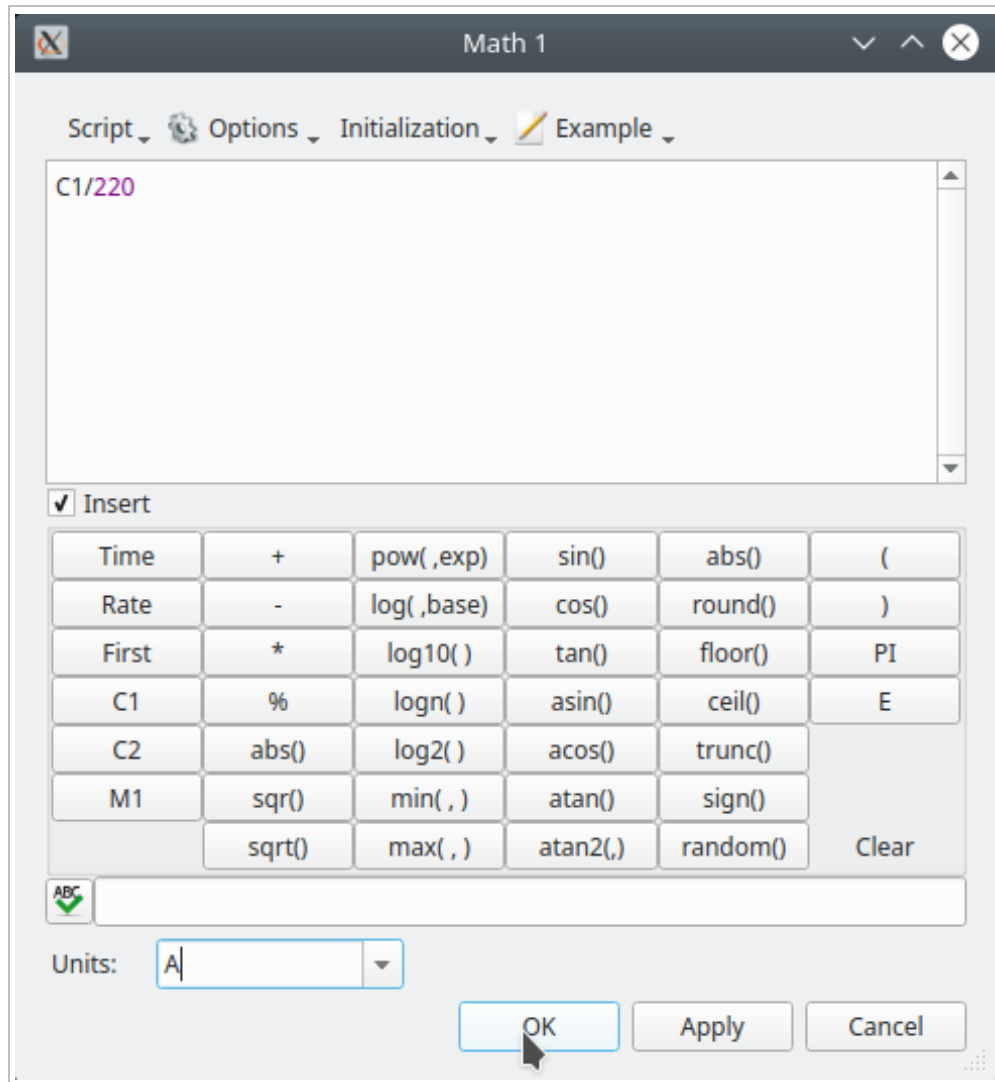 Math 1
Script Options Initialization Example
C1/220
Insert
Time + pow( ,exp) sin() abs() (
Rate - log( ,base) cos() round() )
First * log10( ) tan() floor() PI
C1 % logn( ) asin() ceil() E
C2 abs() log2( ) acos() trunc()
M1 sqr() min( , ) atan() sign()
sqrt() max( , ) atan2(,) random() Clear
ABC
Units: A
OK Apply Cancel